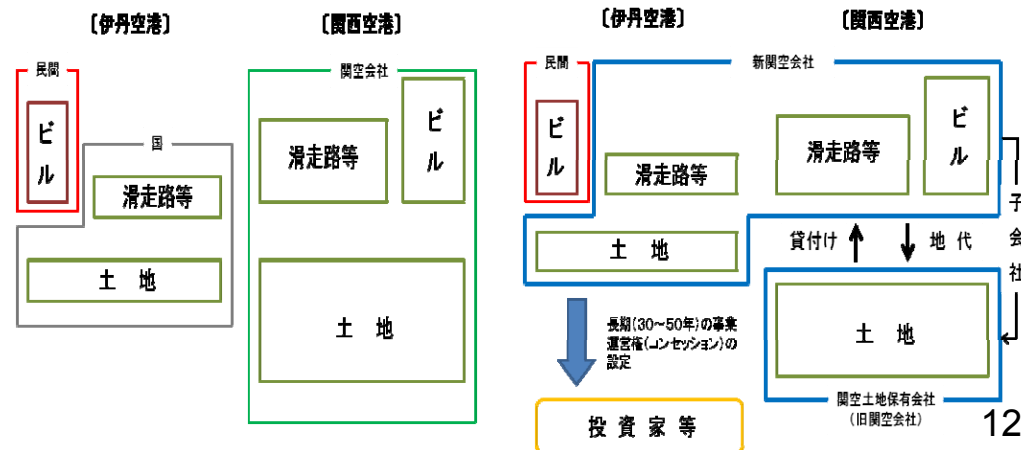 〔伊丹空港〕
〔関西空港〕
民間
ビル
国
滑走路等
土 地
関空会社
滑走路等
ビル
土 地
〔伊丹空港〕
〔関西空港〕
民間
ビル
新関空会社
滑走路等
土 地
滑走路等
ビル
子会社
貸付け
地 代
土 地
関空土地保有会社
(旧関空会社)
長期(30～50年)の事業
運営権(コンセッション)の
設定
投 資 家 等
12